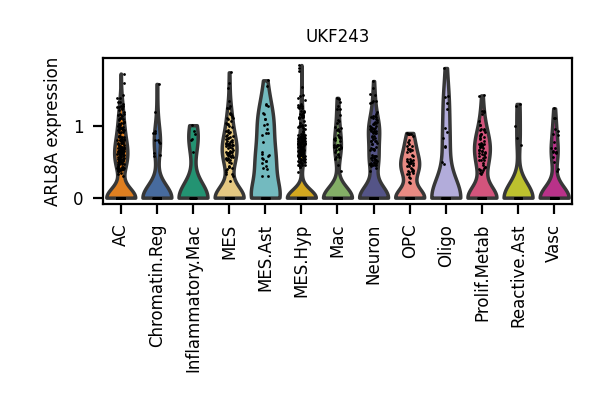 UKF243
ARL8A expression
1
0
AC
Chromatin.Reg
Inflammatory.Mac
MES
MES.Ast
MES.Hyp
Mac
Neuron
OPC
Oligo
Prolif.Metab
Reactive.Ast
Vasc